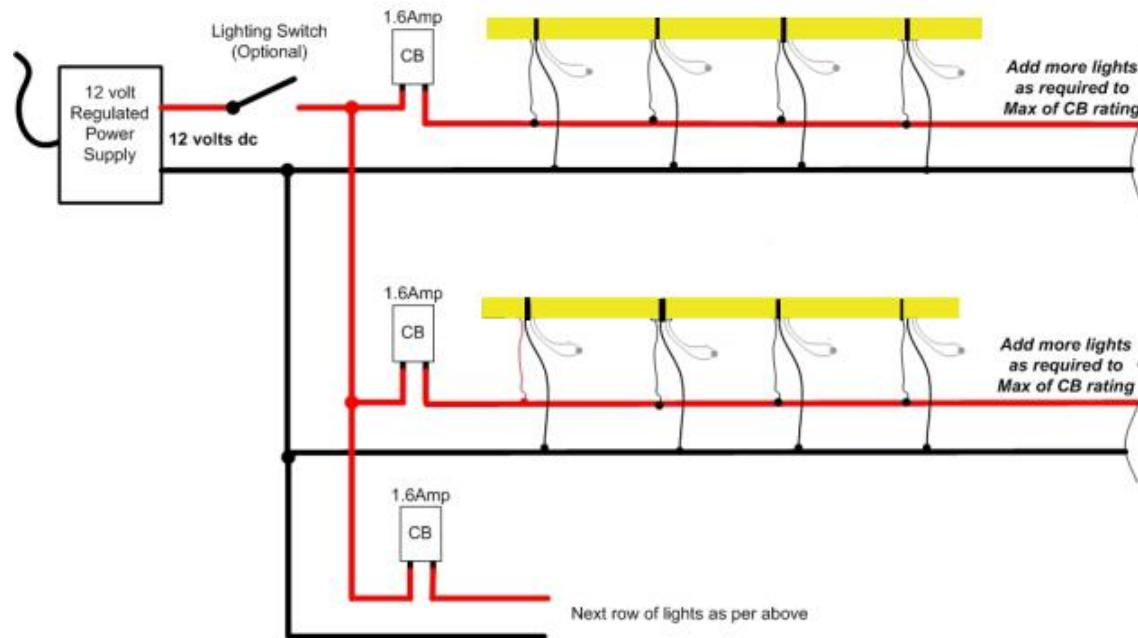 Lighting Switch
(Optional)
1.6Amp
CB
12 volt
Regulated
Power
Supply
12 volts dc
Add more lights
as required to
Max of CB rating
1.6Amp
CB
Add more lights
as required to
Max of CB rating
1.6Amp
CB
Next row of lights as per above